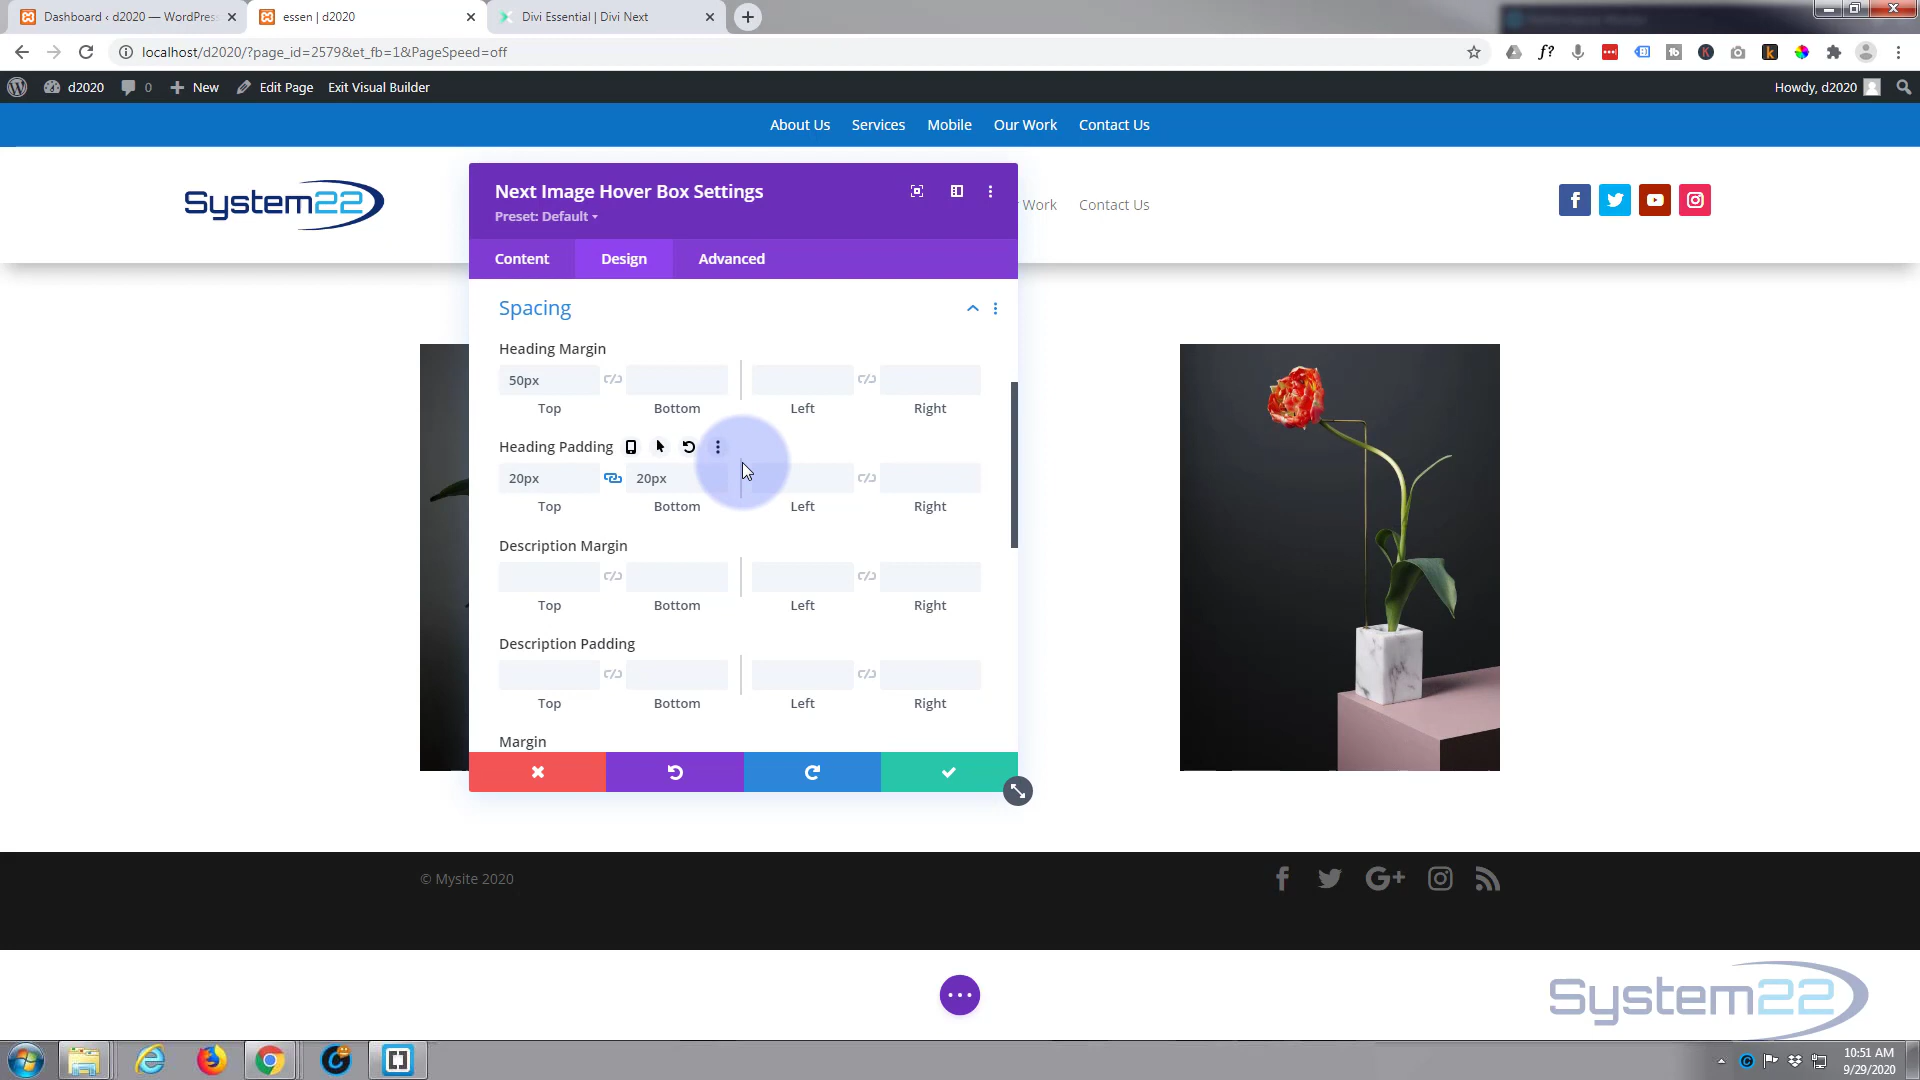 Dashboard ‹ d2020 — WordPres
essen | d2020
Divi Essential | Divi Next
localhost/d2020/?page_id=2579&et_fb=1&PageSpeed=off
d2020
0
New
Edit Page
Exit Visual Builder
Howdy, d2020
About Us
Services
Mobile
Our Work
Contact Us
System22
Next Image Hover Box Settings
Preset: Default
Work
Contact Us
Content
Design
Advanced
Spacing
Heading Margin
50px
Top
Bottom
Left
Right
Heading Padding
20px
20px
Top
Bottom
Left
Right
Description Margin
Top
Bottom
Left
Right
Description Padding
Top
Bottom
Left
Right
Margin
© Mysite 2020
System22
10:51 AM
9/29/2020